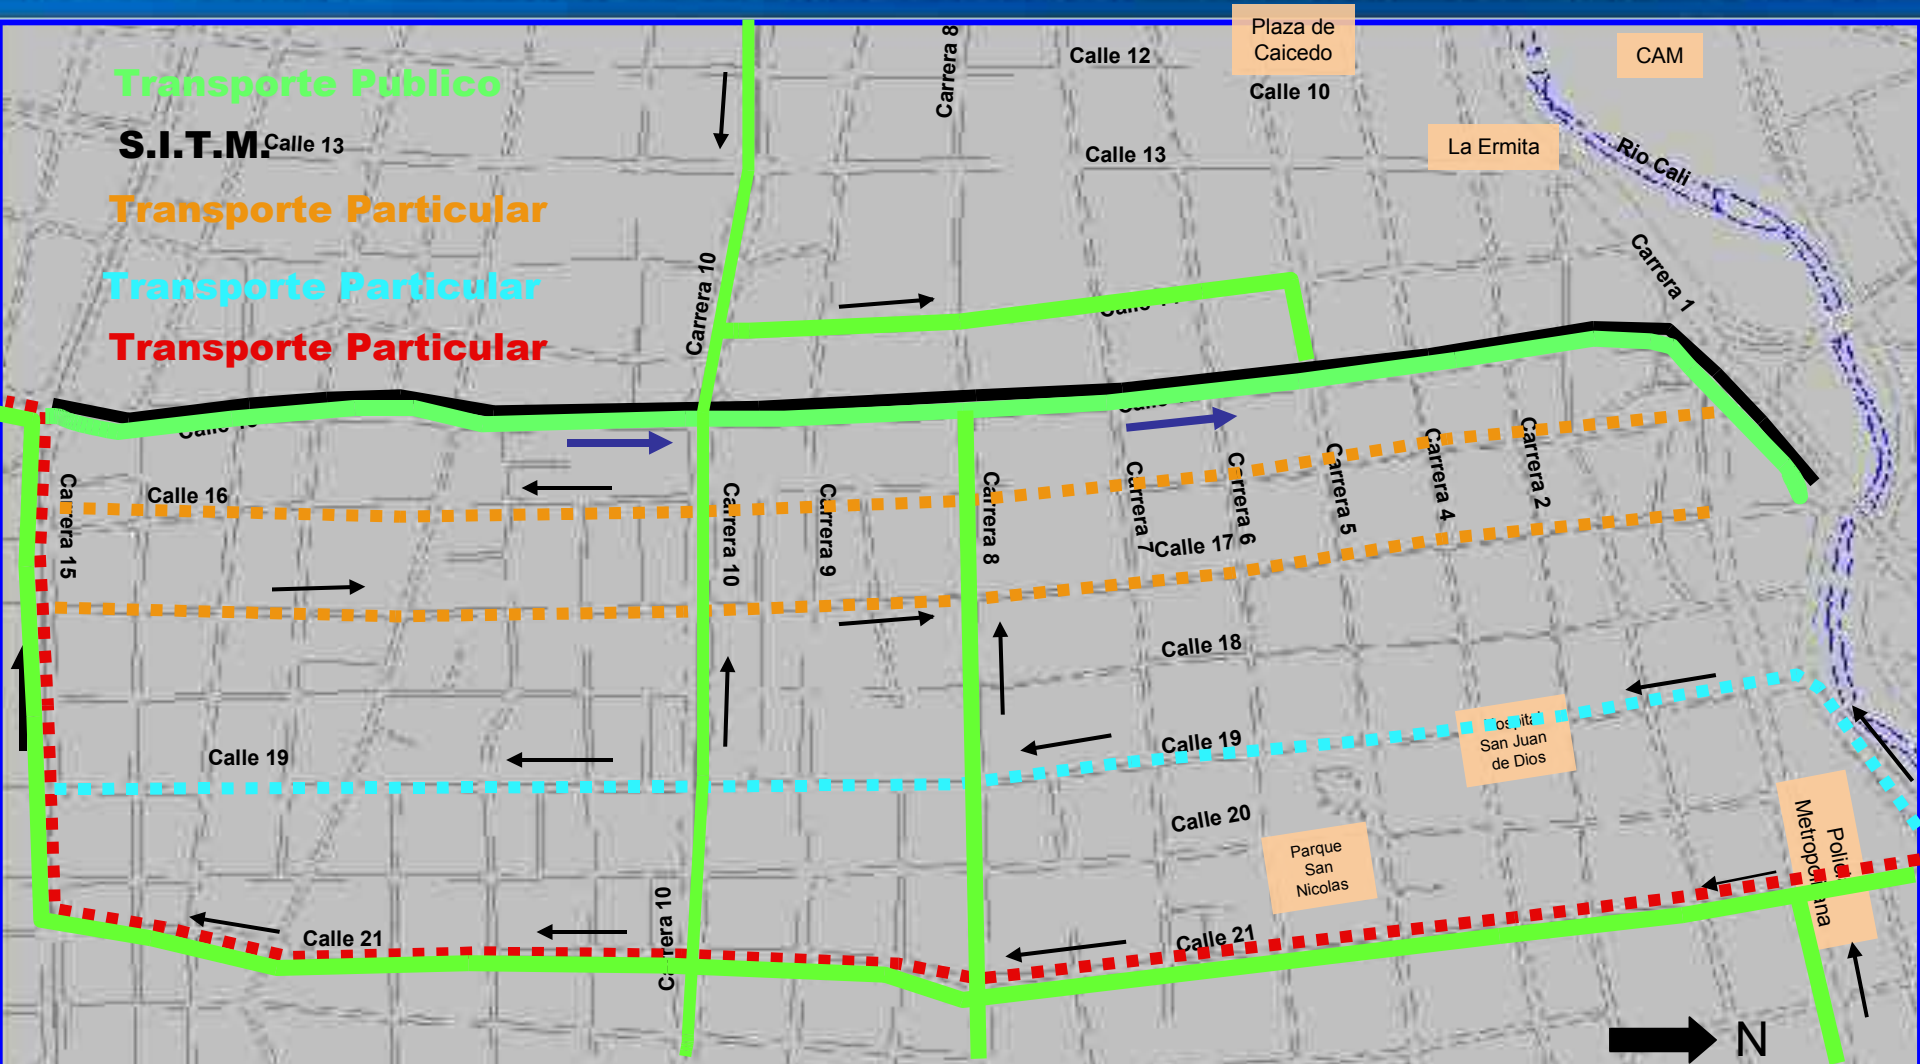 Plaza de
Caicedo
CAM
Calle 12
Carrera 8
Calle 10
Transporte Publico
S.I.T.M.
Calle 13
Calle 13
La Ermita
Rio Cali
Transporte Particular
Carrera 10
Carrera 1
Transporte Particular
Transporte Particular
Calle 16
Carrera 15
Carrera 10
Carrera 9
Carrera 8
Carrera 7
Carrera 6
Carrera 5
Carrera 4
Carrera 2
Calle 17
Calle 18
Calle 19
Calle 19
Hospital
San Juan
de Dios
Calle 20
Parque
San
Nicolas
Metropolitana
Carrera 10
Calle 21
Calle 21
N